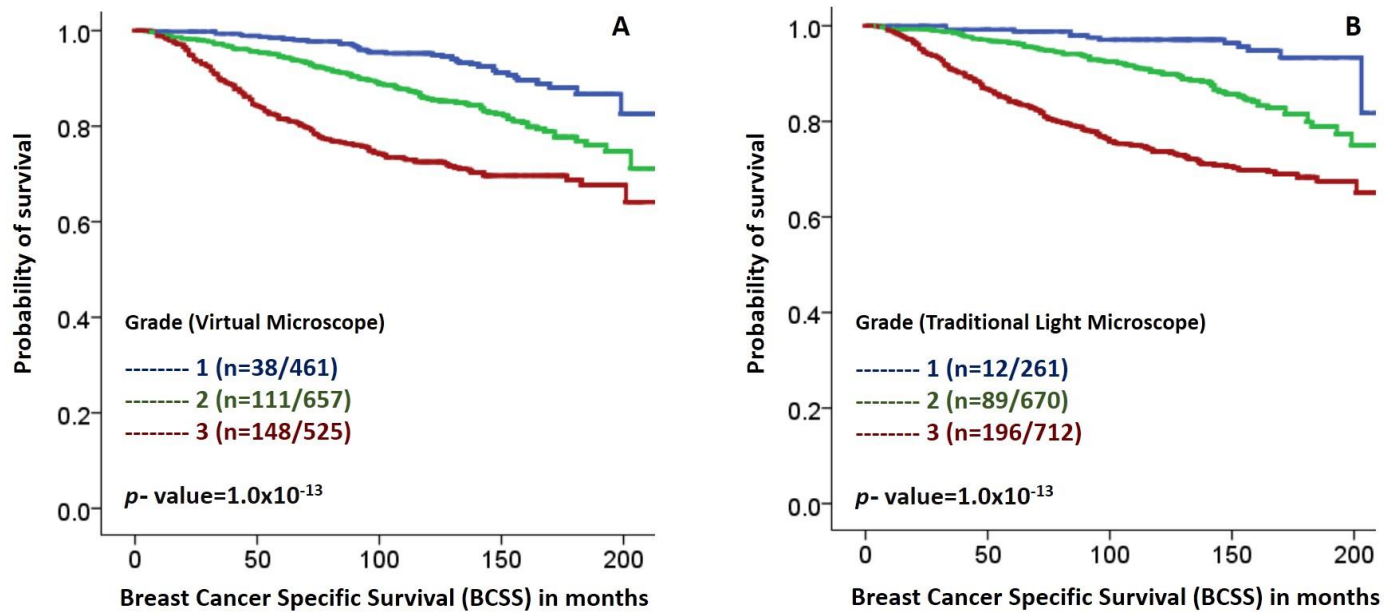 A
1.0
0.8
0.6
0.4
0.2
0.0
Probability of survival
Grade (Virtual Microscope)
-------- 1 (n=38/461)
-------- 2 (n=111/657)
-------- 3 (n=148/525)
p- value=1.0x10⁻¹³
0 50 100 150 200
Breast Cancer Specific Survival (BCSS) in months
B
1.0
0.8
0.6
0.4
0.2
0.0
Probability of survival
Grade (Traditional Light Microscope)
-------- 1 (n=12/261)
-------- 2 (n=89/670)
-------- 3 (n=196/712)
p- value=1.0x10⁻¹³
0 50 100 150 200
Breast Cancer Specific Survival (BCSS) in months